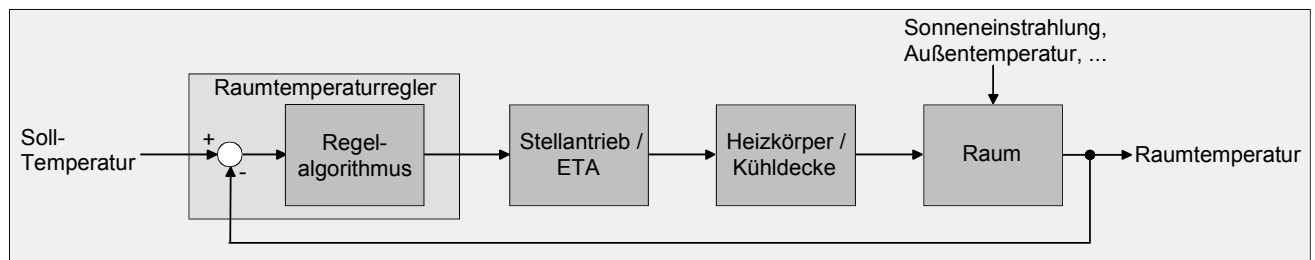 Sonneneinstrahlung,
Außentemperatur, ...
Raumtemperaturregler
Soll-
Temperatur
+
-
Regel-
algorithmus
Stellantrieb /
ETA
Heizkörper /
Kühldecke
Raum
Raumtemperatur